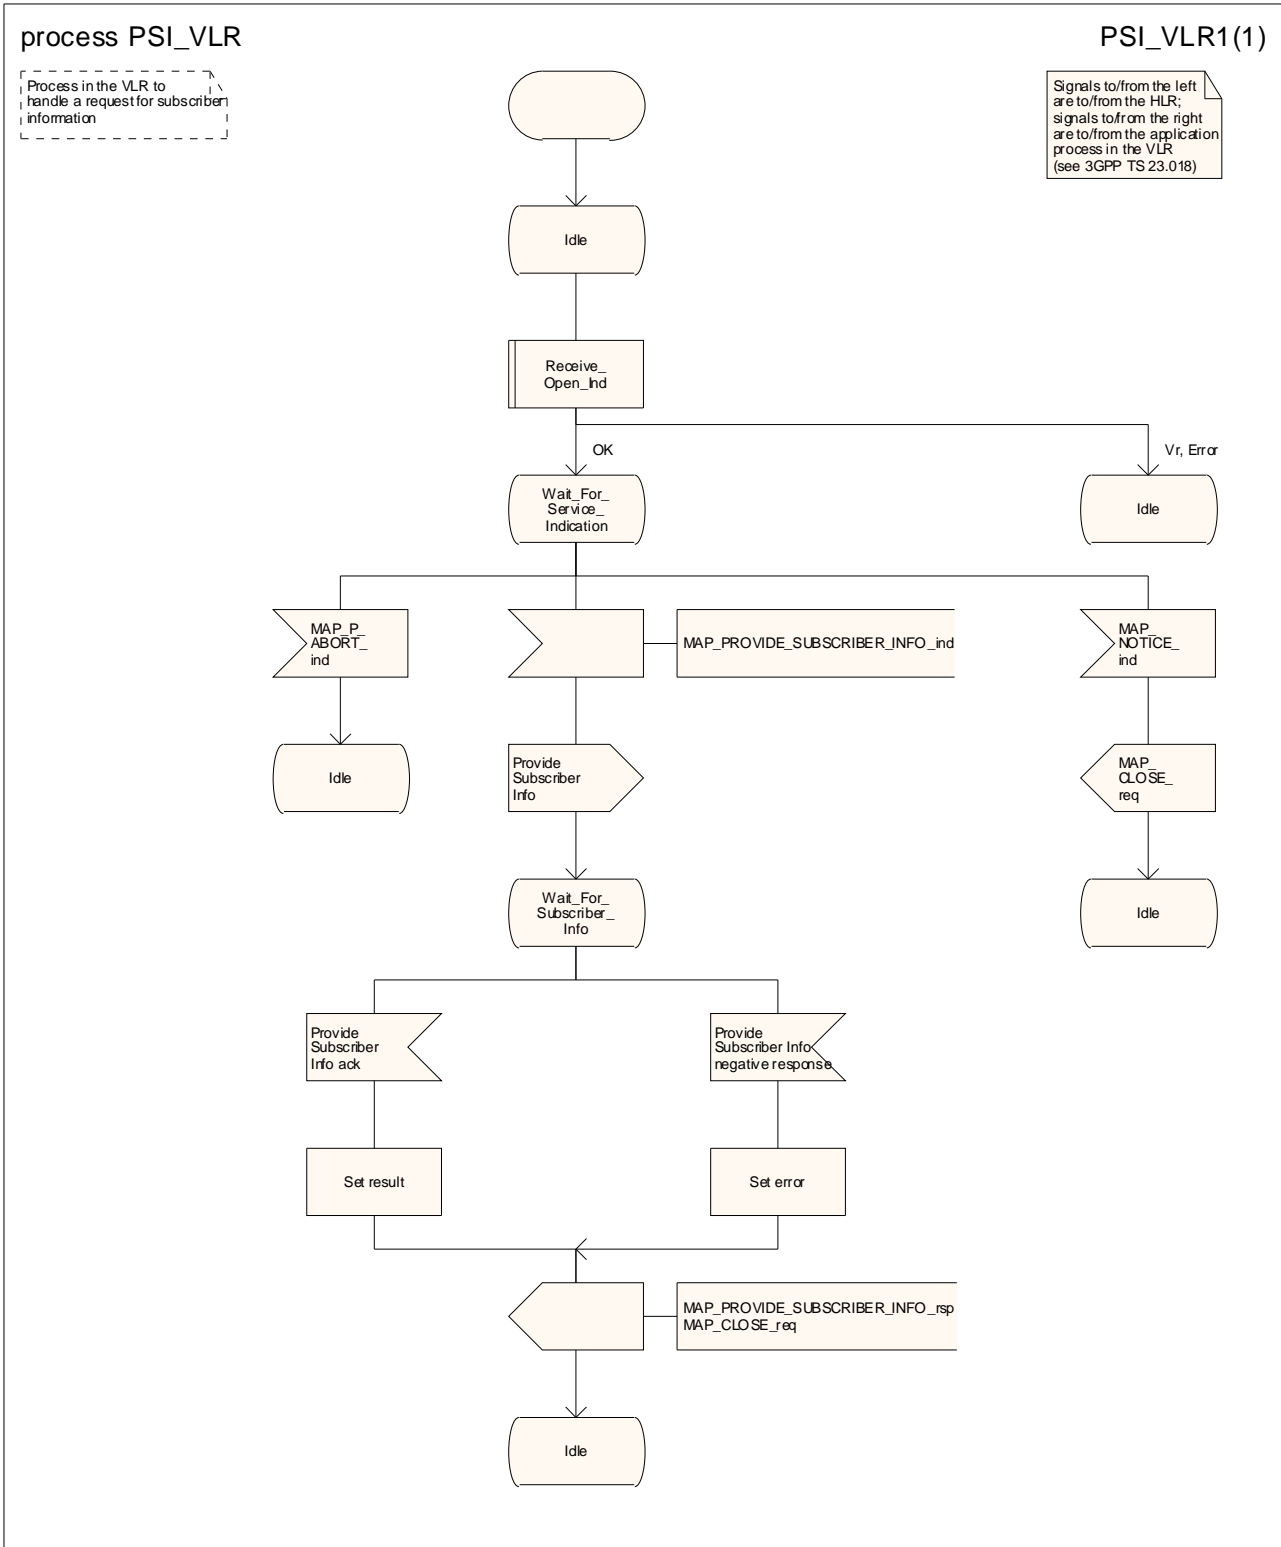 process PSI_VLR
PSI_VLR1(1)
Process in the VLR to
handle a request for subscriber
information
Signals to/from the left
are to/from the HLR;
signals to/from the right
are to/from the application
process in the VLR
(see 3GPP TS 23.018)
Idle
Receive_
Open_Ind
OK
Vr, Error
Wait_For_
Service_
Indication
Idle
MAP_P_
ABORT_
ind
MAP_PROVIDE_SUBSCRIBER_INFO_ind
MAP_
NOTICE_
ind
Idle
Provide
Subscriber
Info
MAP_
CLOSE_
req
Wait_For_
Subscriber_
Info
Idle
Provide
Subscriber
Info ack
Provide
Subscriber Info
negative response
Set result
Set error
MAP_PROVIDE_SUBSCRIBER_INFO_rsp
MAP_CLOSE_req
Idle